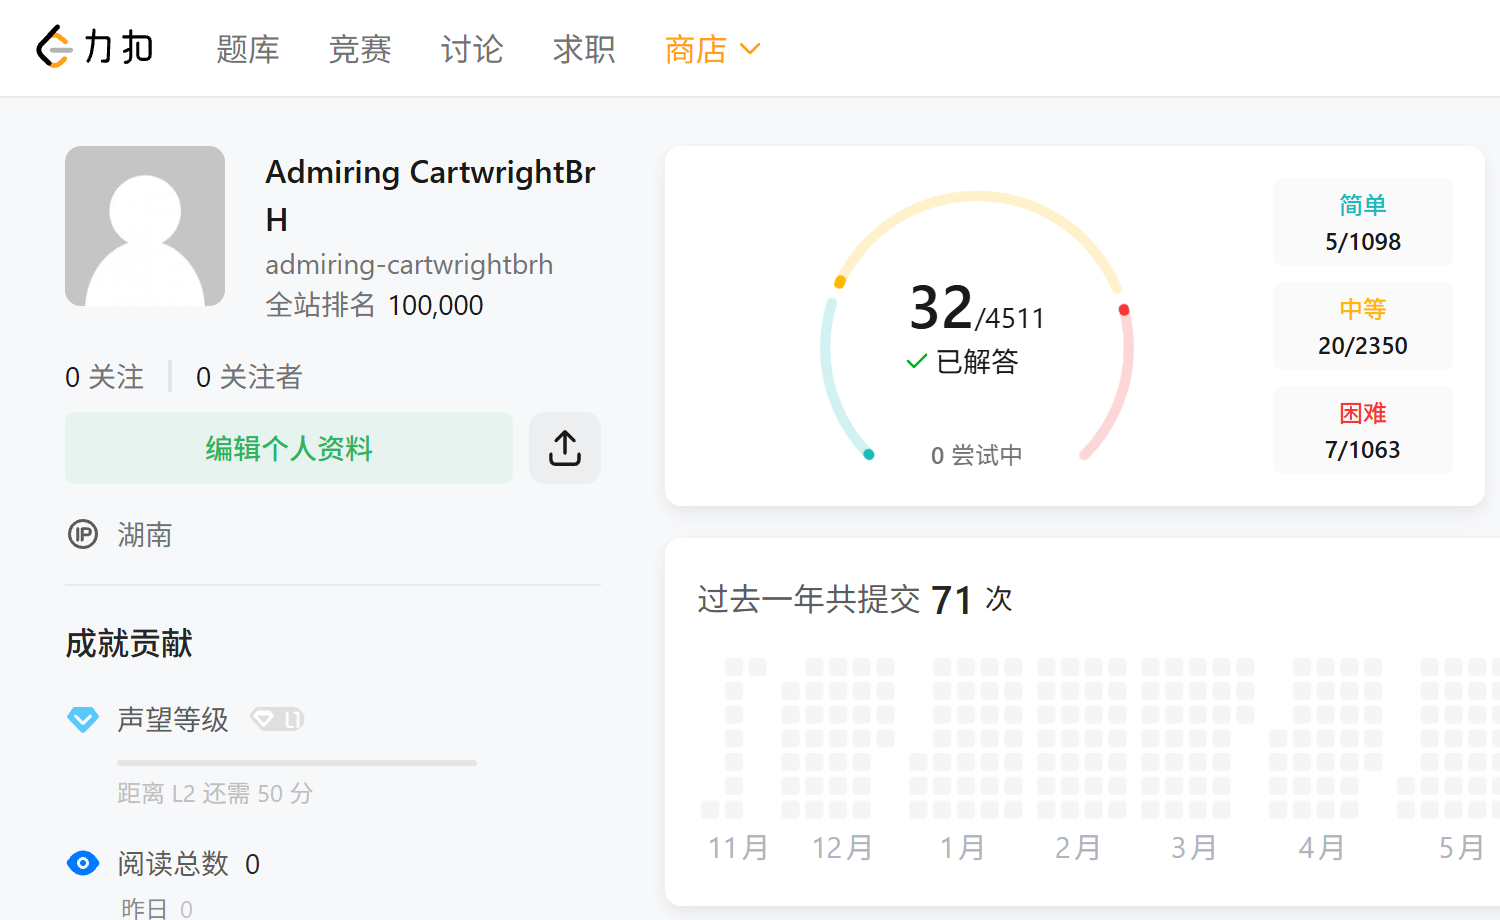 力扣 题库 竞赛 讨论 求职 商店
Admiring CartwrightBr
H
admiring-cartwrightbrh
全站排名 100,000
0 关注 0 关注者
编辑个人资料
IP 湖南
成就贡献
声望等级 L1
距离 L2 还需 50 分
阅读总数 0
昨日 0
32/4511
已解答
0 尝试中
简单
5/1098
中等
20/2350
困难
7/1063
过去一年共提交 71 次
11月 12月 1月 2月 3月 4月 5月